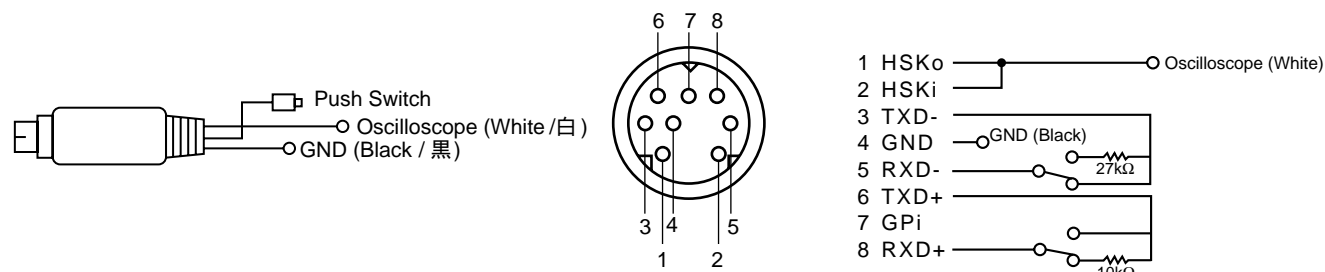 Push Switch
Oscilloscope (White /白 )
GND (Black / 黒)
6 7 8
3 4 5
1 2
1 HSKo
Oscilloscope (White)
2 HSKi
3 TXD-
4 GND
GND (Black)
27kΩ
5 RXD-
6 TXD+
7 GPi
8 RXD+
10kΩ